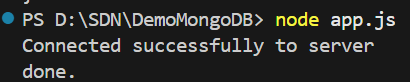 PS D:\SDN\DemoMongoDB> node app.js
Connected successfully to server
done.